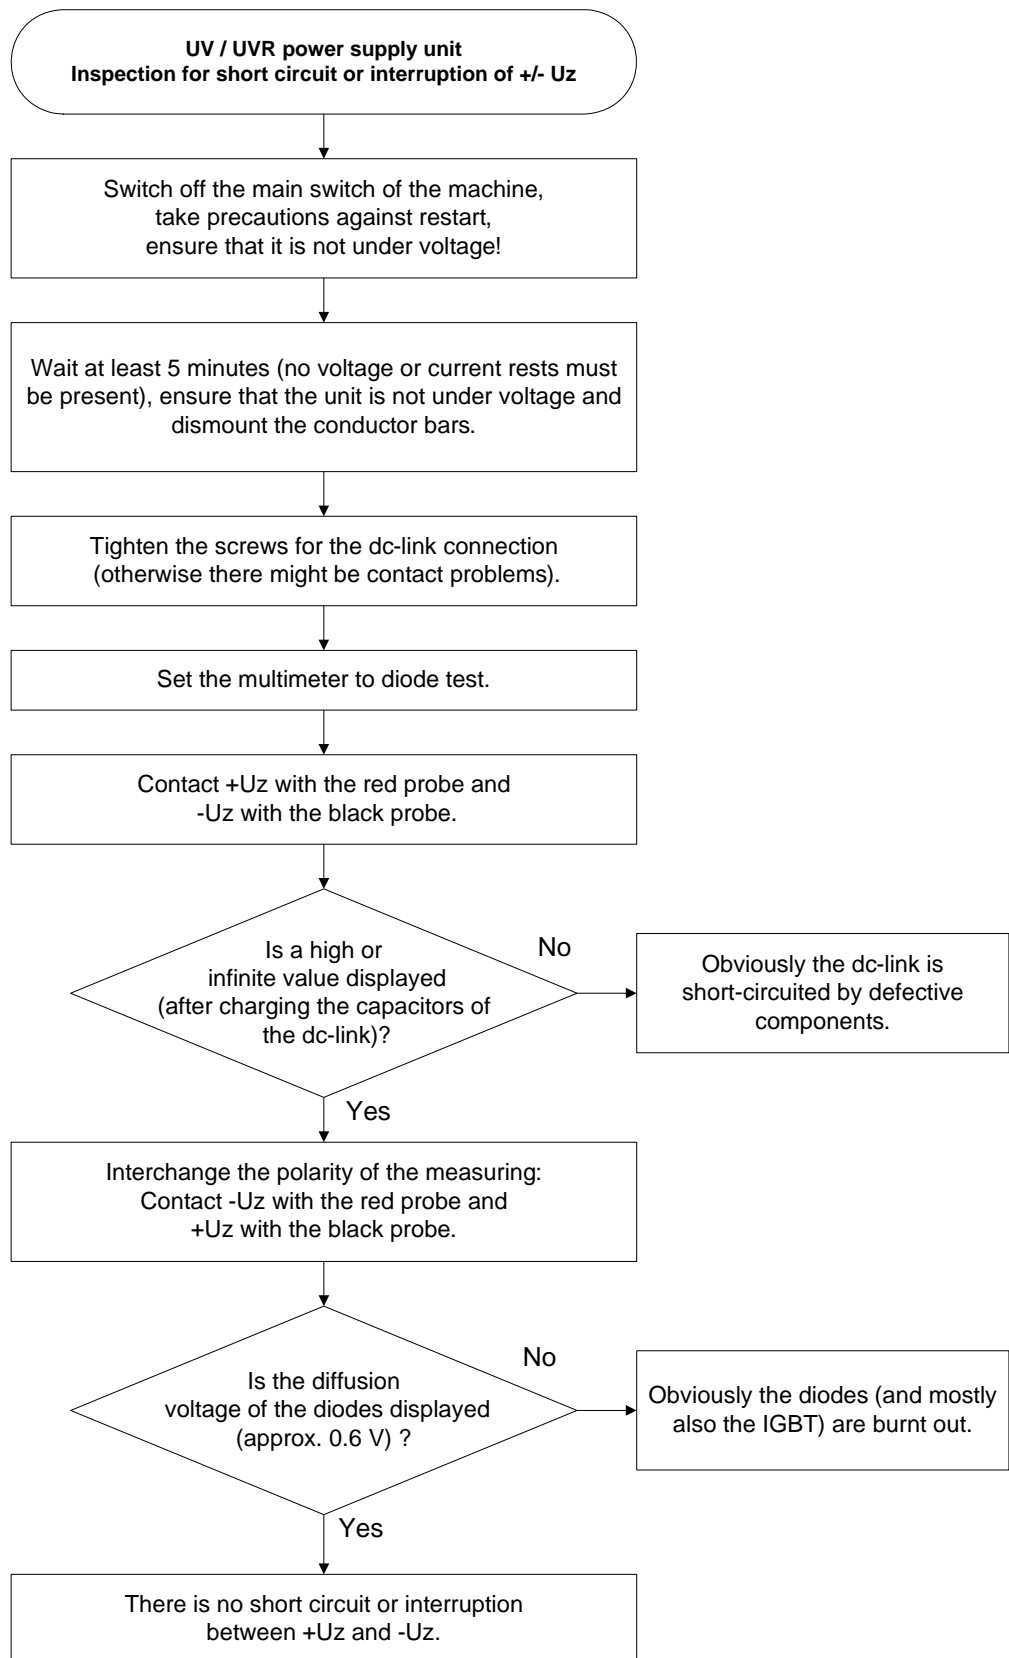 UV / UVR power supply unit
Inspection for short circuit or interruption of +/- Uz
Switch off the main switch of the machine,
take precautions against restart,
ensure that it is not under voltage!
Wait at least 5 minutes (no voltage or current rests must
be present), ensure that the unit is not under voltage and
dismount the conductor bars.
Tighten the screws for the dc-link connection
(otherwise there might be contact problems).
Set the multimeter to diode test.
Contact +Uz with the red probe and
-Uz with the black probe.
Is a high or
infinite value displayed
(after charging the capacitors of
the dc-link)?
No
Obviously the dc-link is
short-circuited by defective
components.
Yes
Interchange the polarity of the measuring:
Contact -Uz with the red probe and
+Uz with the black probe.
Is the diffusion
voltage of the diodes displayed
(approx. 0.6 V) ?
No
Obviously the diodes (and mostly
also the IGBT) are burnt out.
Yes
There is no short circuit or interruption
between +Uz and -Uz.